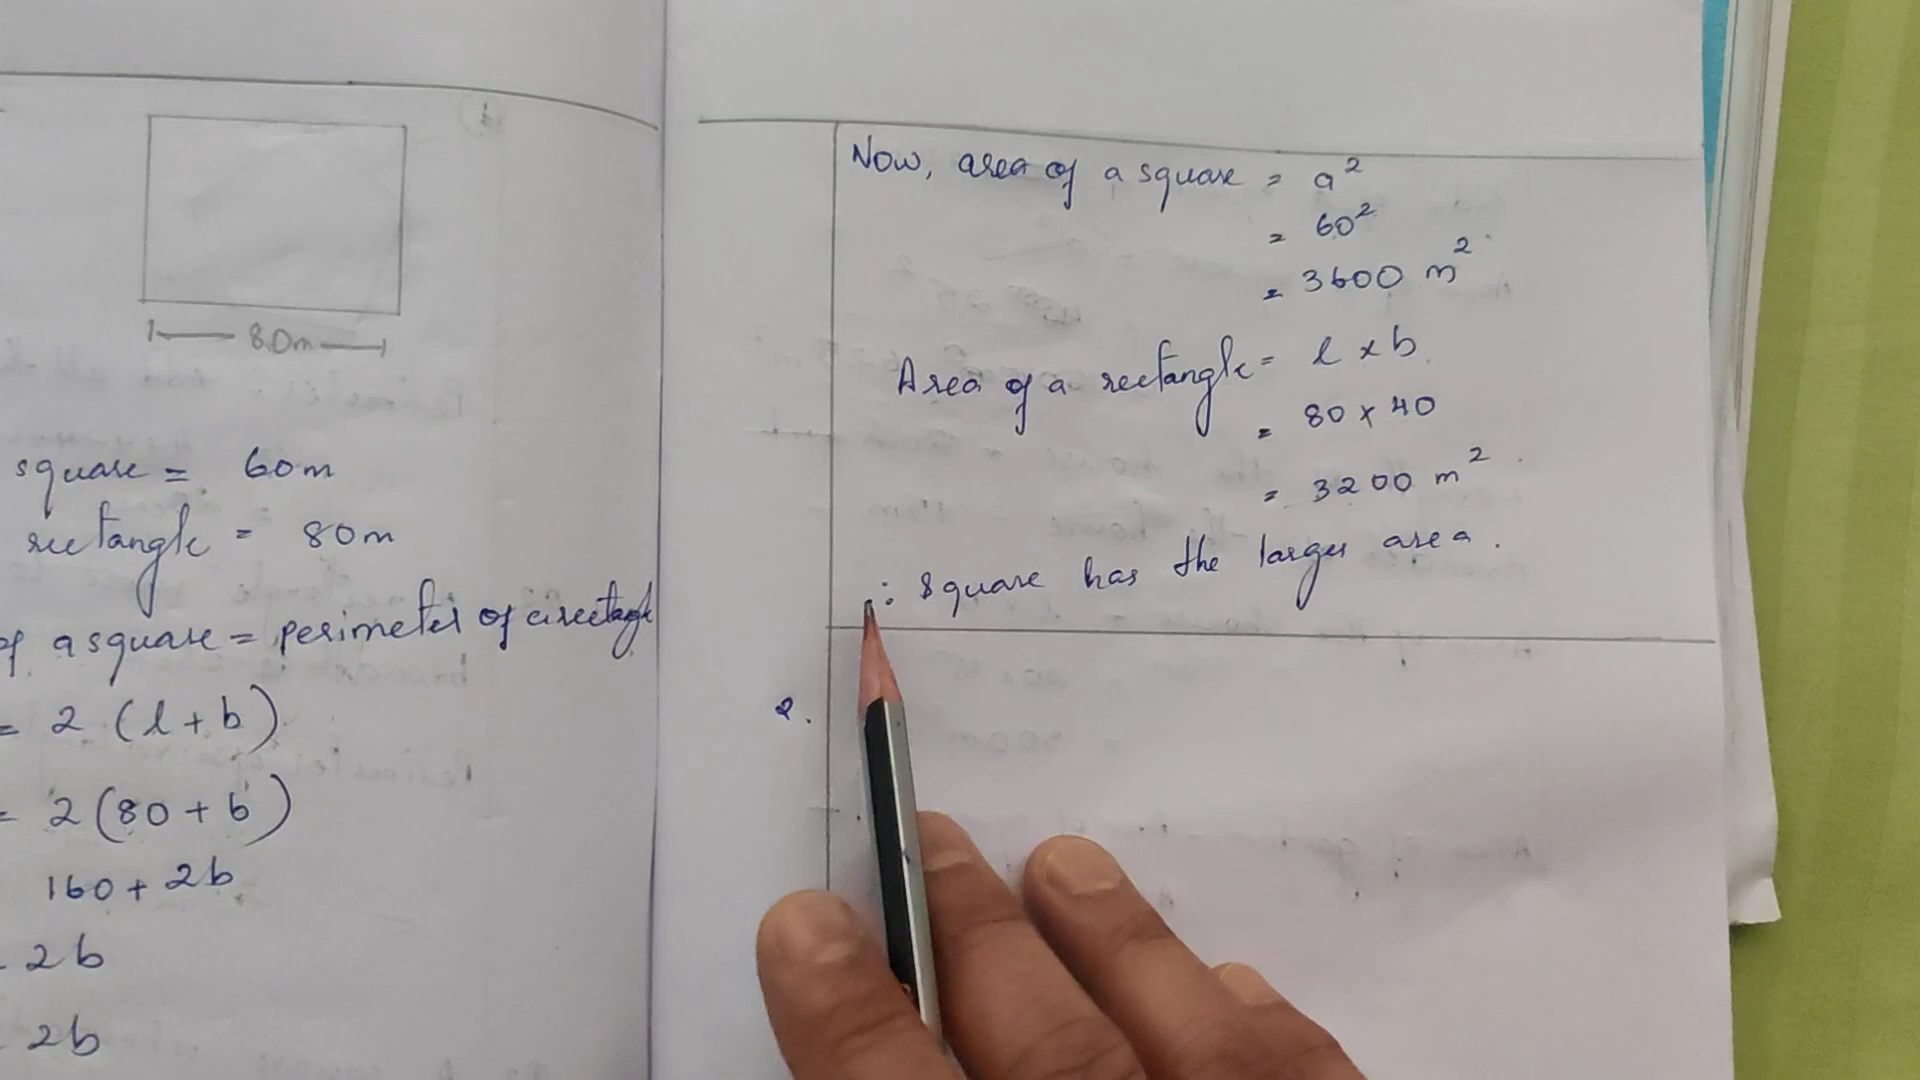 80m
square = 60m
rectangle = 80m
of a square = perimeter of a rectangle
= 2 (l + b)
= 2 (80 + b)
160 + 2b
2b
2b
Now, area of a square = a²
= 60²
= 3600 m²
Area of a rectangle = l × b
= 80 × 40
= 3200 m²
∴ Square has the larger area.
2.